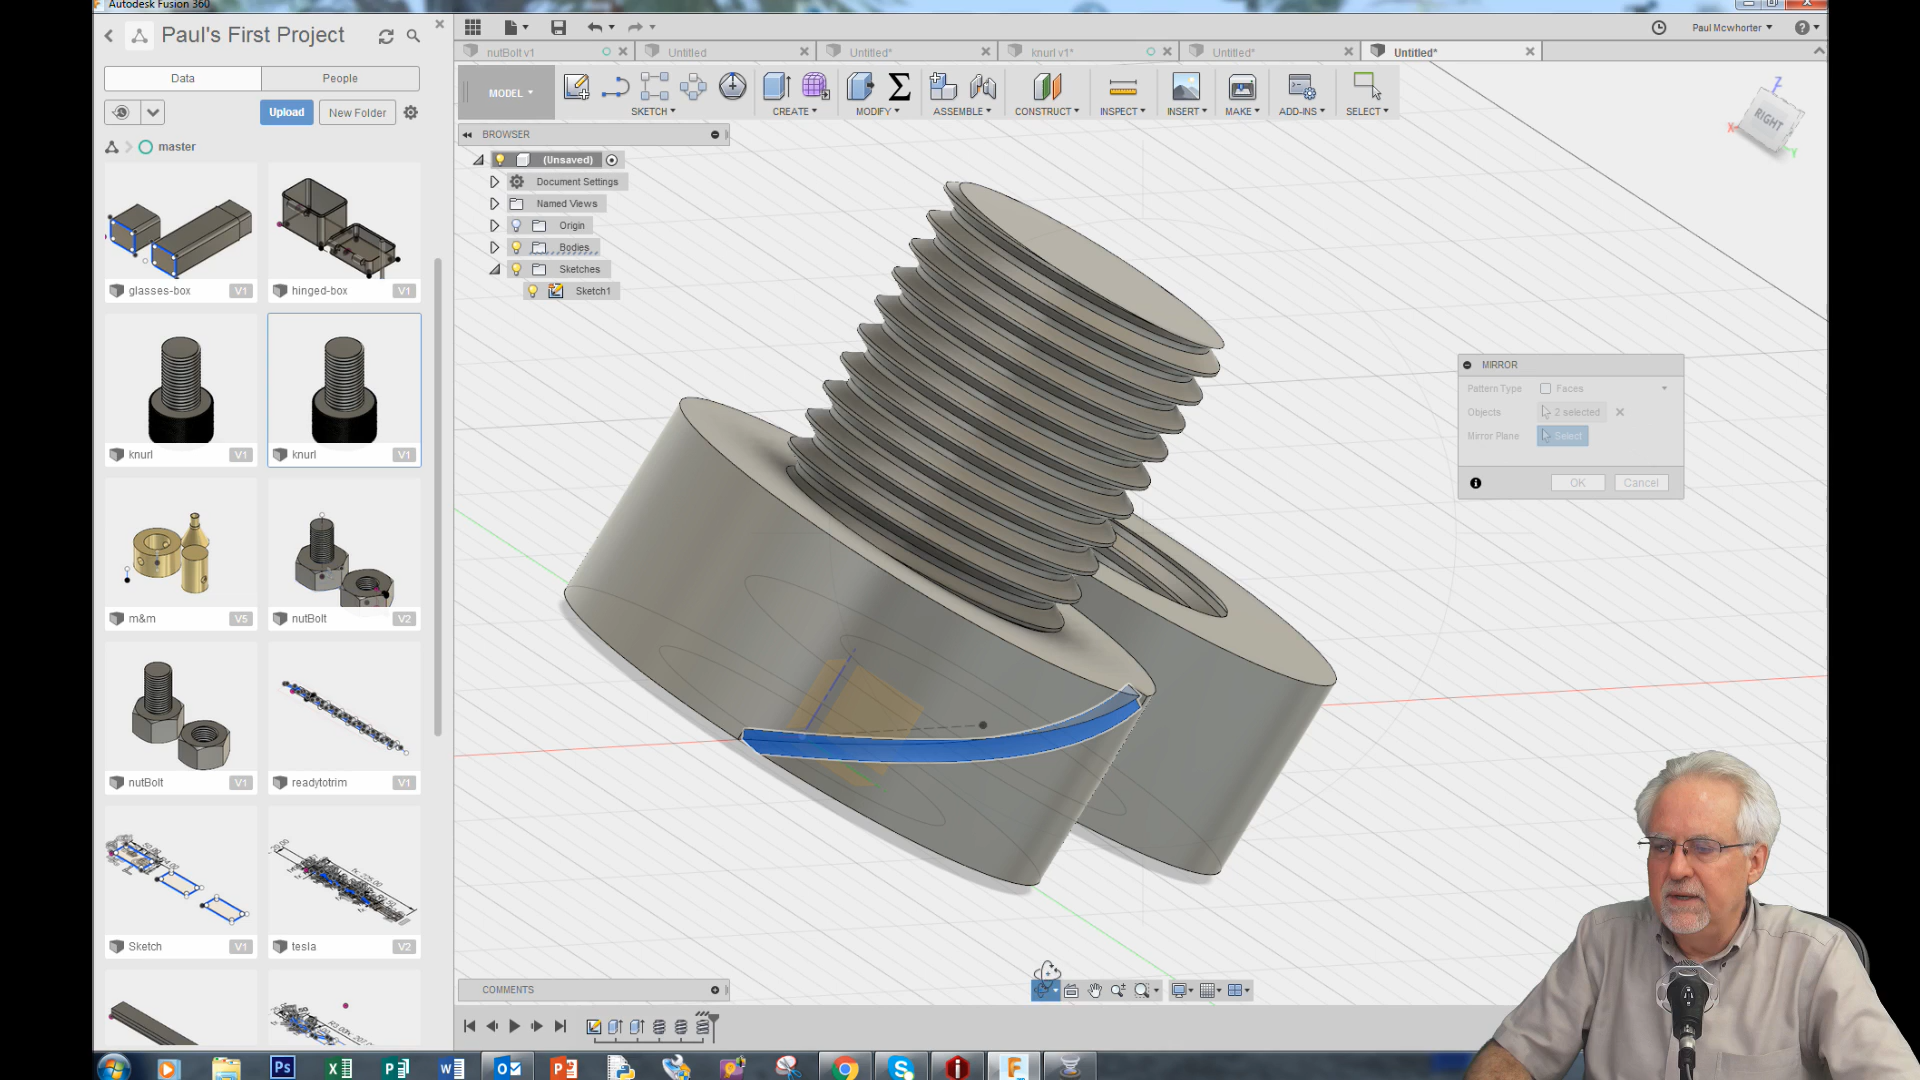 Autodesk Fusion 360
Paul's First Project
Data People
Upload New Folder
master
glasses-box V1
hinged-box V1
knurl V1
knurl V1
m&m V5
nutBolt V2
nutBolt V1
readytotrim V1
Sketch V1
tesla V2
Paul Mcwhorter
nutBolt v1
Untitled
Untitled*
knurl v1*
Untitled*
Untitled*
MODEL
SKETCH
CREATE
MODIFY
ASSEMBLE
CONSTRUCT
INSPECT
INSERT
MAKE
ADD-INS
SELECT
BROWSER
(Unsaved)
Document Settings
Named Views
Origin
Bodies
Sketches
Sketch1
Z
RIGHT
X
Y
MIRROR
Pattern Type Faces
Objects 2 selected
Mirror Plane Select
OK Cancel
COMMENTS